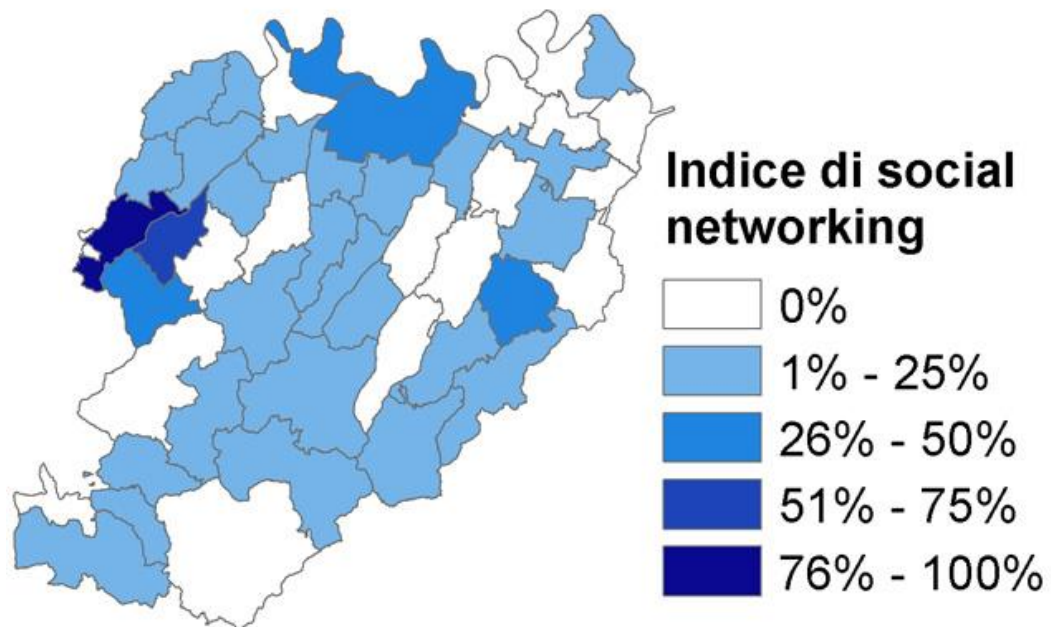 Indice di social
networking
0%
1% - 25%
26% - 50%
51% - 75%
76% - 100%